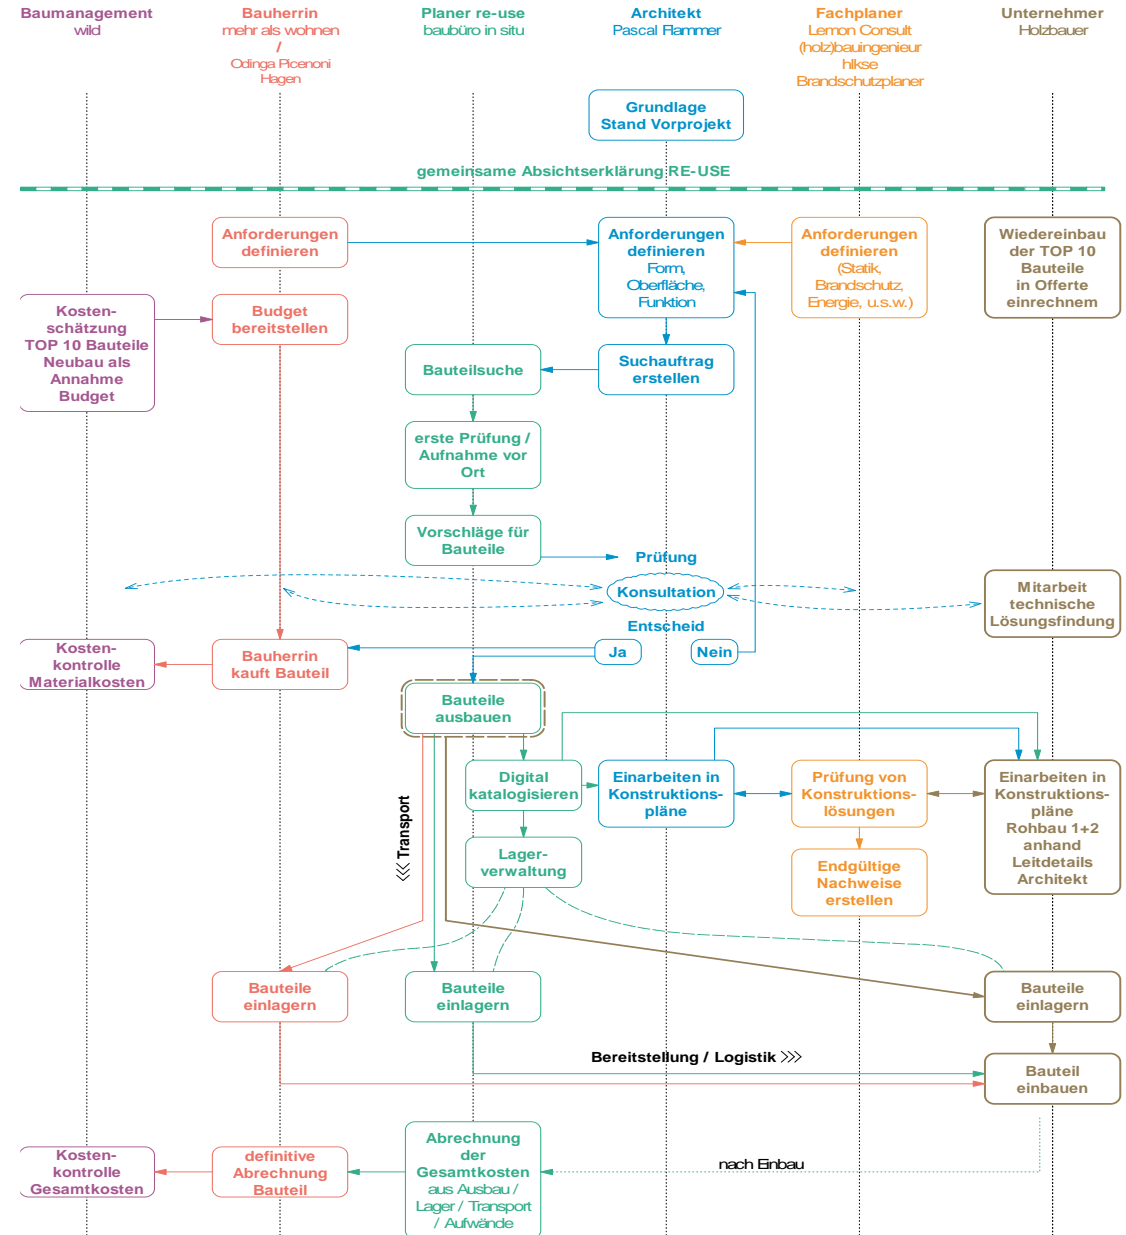 Baumanagement
wild
Bauherrin
mehr als wohnen
/
Odinga Picenoni
Hagen
Planer re-use
baubüro in situ
Architekt
Pascal Flammer
Fachplaner
Lemon Consult
(holz)bauingenieur
hlkse
Brandschutzplaner
Unternehmer
Holzbauer
Grundlage
Stand Vorprojekt
gemeinsame Absichtserklärung RE-USE
Anforderungen
definieren
Anforderungen
definieren
Form,
Oberfläche,
Funktion
Anforderungen
definieren
(Statik,
Brandschutz,
Energie, u.s.w.)
Wiedereinbau
der TOP 10
Bauteile
in Offerte
einrechnem
Kosten-
schätzung
TOP 10 Bauteile
Neubau als
Annahme
Budget
Budget
bereitstellen
Bauteilsuche
Suchauftrag
erstellen
erste Prüfung /
Aufnahme vor
Ort
Vorschläge für
Bauteile
Prüfung
Konsultation
Entscheid
Ja
Nein
Mitarbeit
technische
Lösungsfindung
Kosten-
kontrolle
Materialkosten
Bauherrin
kauft Bauteil
Bauteile
ausbauen
Digital
katalogisieren
Einarbeiten in
Konstruktions-
pläne
Prüfung von
Konstruktions-
lösungen
Einarbeiten in
Konstruktions-
pläne
Rohbau 1+2
anhand
Leitdetails
Architekt
<<< Transport
Lager-
verwaltung
Endgültige
Nachweise
erstellen
Bauteile
einlagern
Bauteile
einlagern
Bauteile
einlagern
Bereitstellung / Logistik >>>
Bauteil
einbauen
Kosten-
kontrolle
Gesamtkosten
definitive
Abrechnung
Bauteil
Abrechnung
der
Gesamtkosten
aus Ausbau /
Lager / Transport
/ Aufwände
nach Einbau